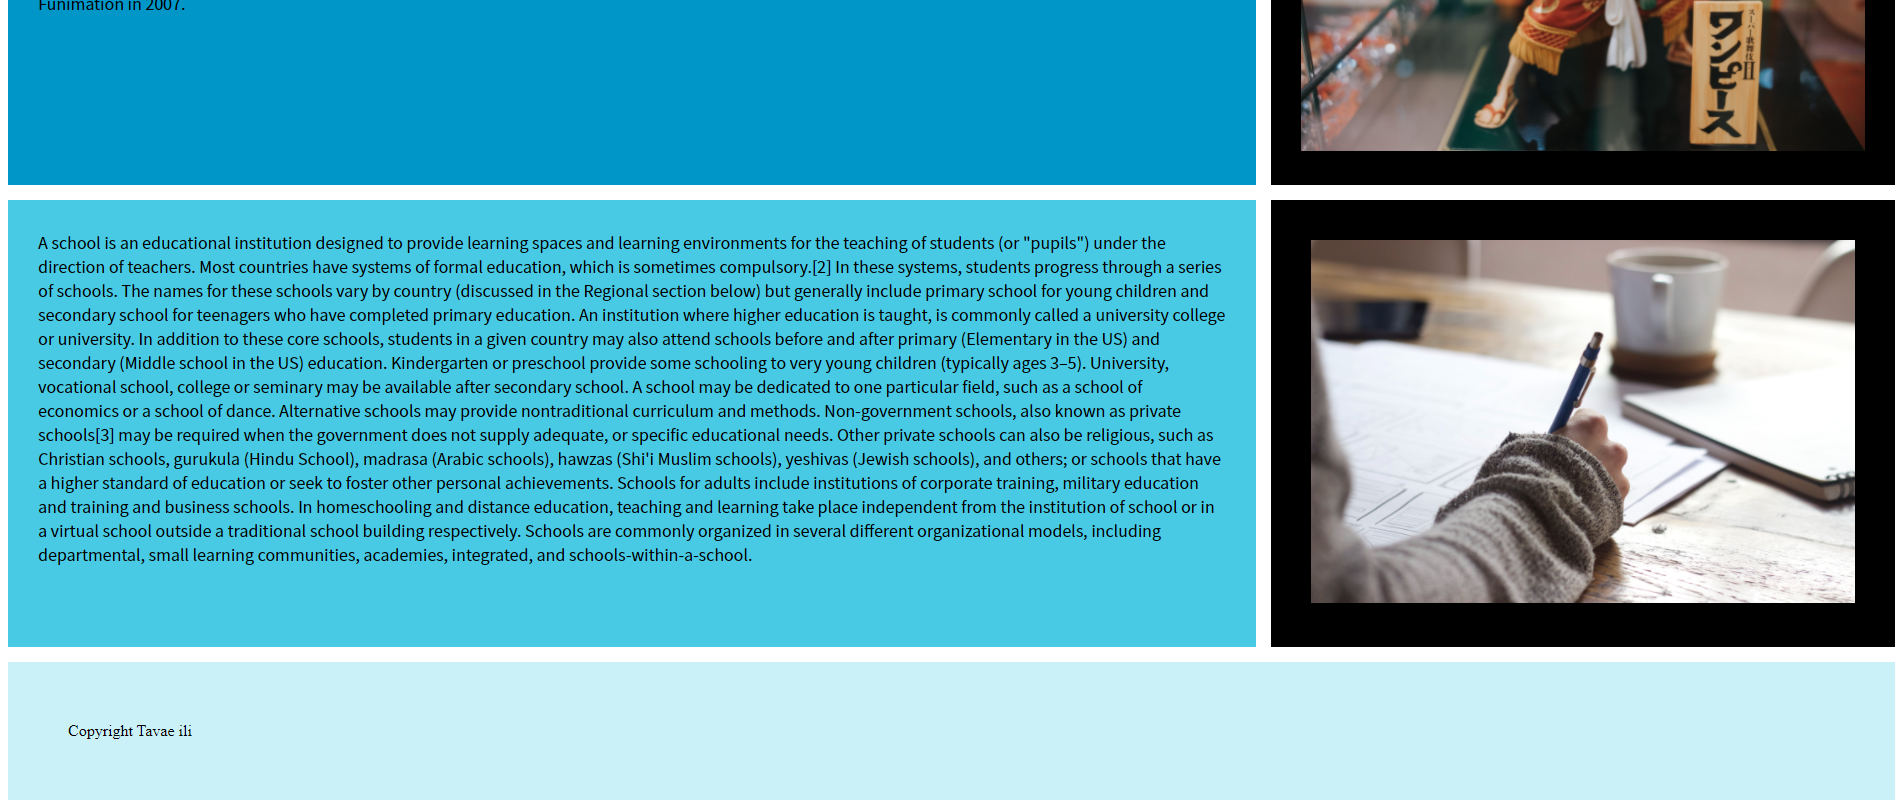 Funimation in 2007.
スーパー歌舞伎II
ワンピース
A school is an educational institution designed to provide learning spaces and learning environments for the teaching of students (or "pupils") under the
direction of teachers. Most countries have systems of formal education, which is sometimes compulsory.[2] In these systems, students progress through a series
of schools. The names for these schools vary by country (discussed in the Regional section below) but generally include primary school for young children and
secondary school for teenagers who have completed primary education. An institution where higher education is taught, is commonly called a university college
or university. In addition to these core schools, students in a given country may also attend schools before and after primary (Elementary in the US) and
secondary (Middle school in the US) education. Kindergarten or preschool provide some schooling to very young children (typically ages 3–5). University,
vocational school, college or seminary may be available after secondary school. A school may be dedicated to one particular field, such as a school of
economics or a school of dance. Alternative schools may provide nontraditional curriculum and methods. Non-government schools, also known as private
schools[3] may be required when the government does not supply adequate, or specific educational needs. Other private schools can also be religious, such as
Christian schools, gurukula (Hindu School), madrasa (Arabic schools), hawzas (Shi'i Muslim schools), yeshivas (Jewish schools), and others; or schools that have
a higher standard of education or seek to foster other personal achievements. Schools for adults include institutions of corporate training, military education
and training and business schools. In homeschooling and distance education, teaching and learning take place independent from the institution of school or in
a virtual school outside a traditional school building respectively. Schools are commonly organized in several different organizational models, including
departmental, small learning communities, academies, integrated, and schools-within-a-school.
Copyright Tavae ili